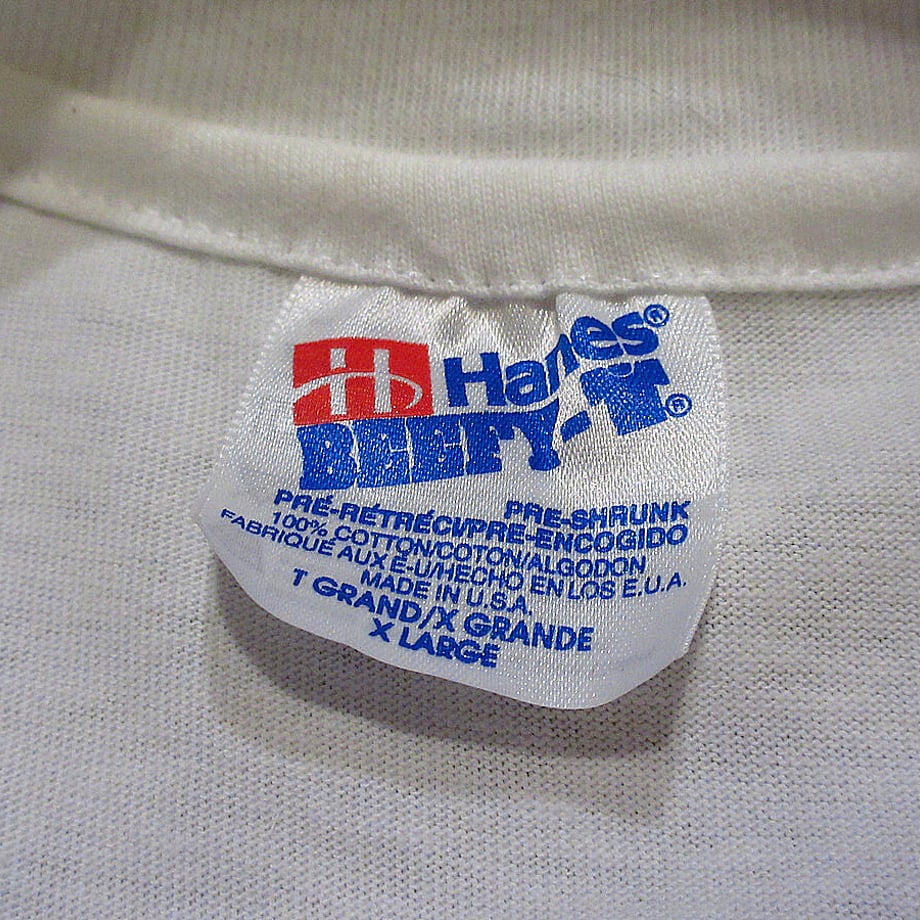 H Hanes®
BEEFY-T®
PRE-SHRUNK
PRÉ-RÉTRÉCI/PRE-ENCOGIDO
100% COTTON/COTON/ALGODON
FABRIQUÉ AUX É-U/HECHO EN LOS E.U.A.
MADE IN U.S.A.
T GRAND/X GRANDE
X LARGE